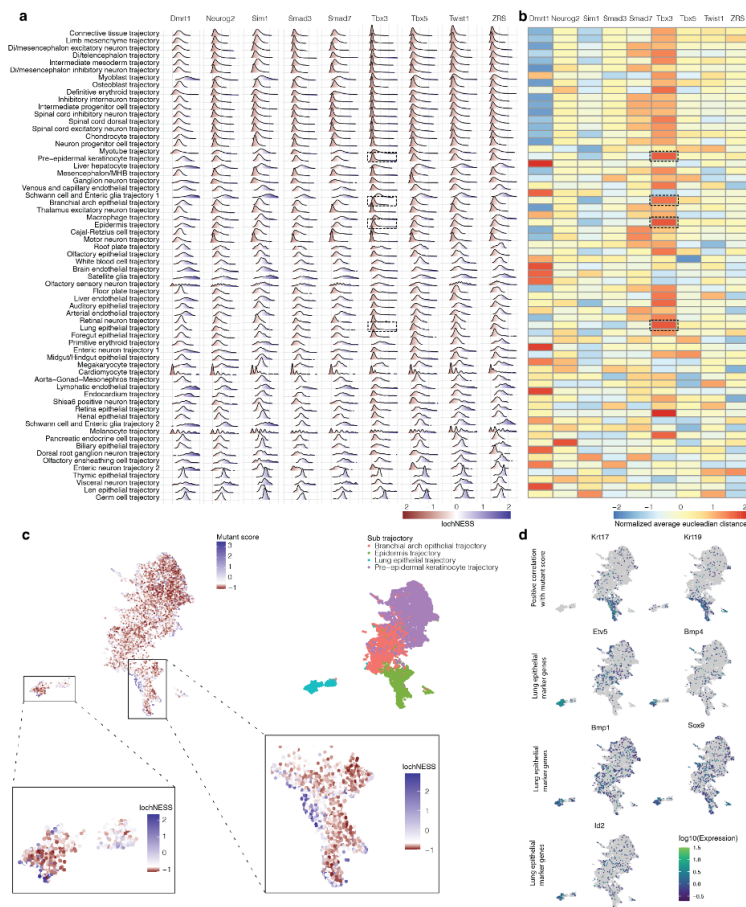 a
Dmrt1 Neurog2 Sim1 Smad3 Smad7 Tbx3 Tbx5 Twist1 ZRS
b
Dmrt1 Neurog2 Sim1 Smad3 Smad7 Tbx3 Tbx5 Twist1 ZRS
Connective tissue trajectory
Limb mesenchyme trajectory
Di/mesencephalon excitatory neuron trajectory
Di/telencephalon trajectory
Intermediate mesoderm trajectory
Di/mesencephalon inhibitory neuron trajectory
Myoblast trajectory
Osteoblast trajectory
Definitive erythroid trajectory
Inhibitory interneuron trajectory
Intermediate progenitor cell trajectory
Spinal cord inhibitory neuron trajectory
Spinal cord dorsal trajectory
Spinal cord excitatory neuron trajectory
Chondrocyte trajectory
Neuron progenitor cell trajectory
Myotube trajectory
Pre-epidermal keratinocyte trajectory
Liver hepatocyte trajectory
Mesencephalon/MHB trajectory
Ganglion neuron trajectory
Venous and capillary endothelial trajectory
Schwann cell and Enteric glia trajectory 1
Branchial arch epithelial trajectory
Thalamus excitatory neuron trajectory
Macrophage trajectory
Epidermis trajectory
Cajal-Retzius cell trajectory
Motor neuron trajectory
Roof plate trajectory
Olfactory epithelial trajectory
White blood cell trajectory
Brain endothelial trajectory
Satellite glia trajectory
Olfactory sensory neuron trajectory
Floor plate trajectory
Liver endothelial trajectory
Auditory epithelial trajectory
Arterial endothelial trajectory
Retinal neuron trajectory
Lung epithelial trajectory
Foregut epithelial trajectory
Primitive erythroid trajectory
Enteric neuron trajectory 1
Midgut/Hindgut epithelial trajectory
Megakaryocyte trajectory
Cardiomyocyte trajectory
Aorta-Gonad-Mesonephros trajectory
Lymphatic endothelial trajectory
Endocardium trajectory
Shisa6 positive neuron trajectory
Retina epithelial trajectory
Renal epithelial trajectory
Schwann cell and Enteric glia trajectory 2
Melanocyte trajectory
Pancreatic endocrine cell trajectory
Biliary epithelial trajectory
Dorsal root ganglion neuron trajectory
Olfactory ensheathing cell trajectory
Enteric neuron trajectory 2
Thymic epithelial trajectory
Visceral neuron trajectory
Len epithelial trajectory
Germ cell trajectory
−2 −1 0 1 2
lochNESS
−2 −1 0 1 2
Normalized average eucledian distance
c
Mutant score
3
2
1
0
−1
Sub trajectory
Branchial arch epithelial trajectory
Epidermis trajectory
Lung epithelial trajectory
Pre-epidermal keratinocyte trajectory
lochNESS
2
1
0
−1
lochNESS
2
1
0
−1
d
Krt17 Krt19
Positive correlation
with mutant score
Etv5 Bmp4
Lung epithelial
marker genes
Bmp1 Sox9
Lung epithelial
marker genes
Id2
Lung epithelial
marker genes
log10(Expression)
1.5
1.0
0.5
0.0
−0.5